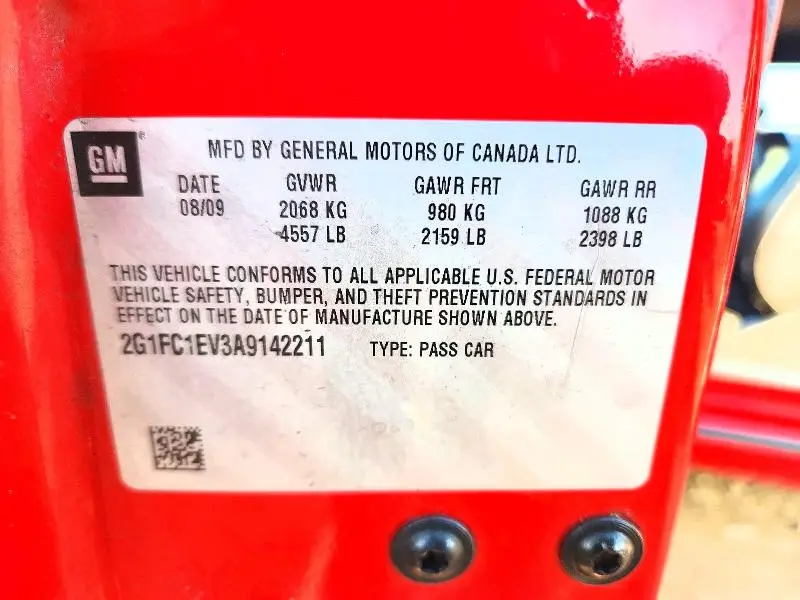 GM
MFD BY GENERAL MOTORS OF CANADA LTD.
DATE GVWR GAWR FRT GAWR RR
08/09 2068 KG 980 KG 1088 KG
4557 LB 2159 LB 2398 LB
THIS VEHICLE CONFORMS TO ALL APPLICABLE U.S. FEDERAL MOTOR
VEHICLE SAFETY, BUMPER, AND THEFT PREVENTION STANDARDS IN
EFFECT ON THE DATE OF MANUFACTURE SHOWN ABOVE.
2G1FC1EV3A9142211 TYPE: PASS CAR